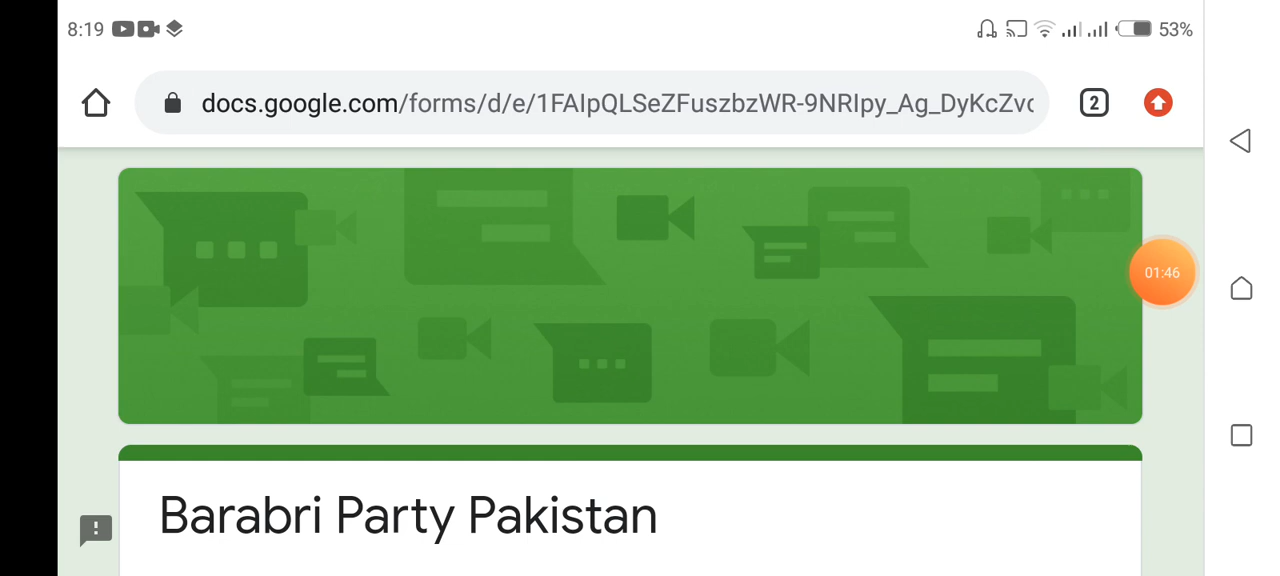 8:19 53%
docs.google.com/forms/d/e/1FAIpQLSeZFuszbzWR-9NRIpy_Ag_DyKcZvc 2
01:46
Barabri Party Pakistan